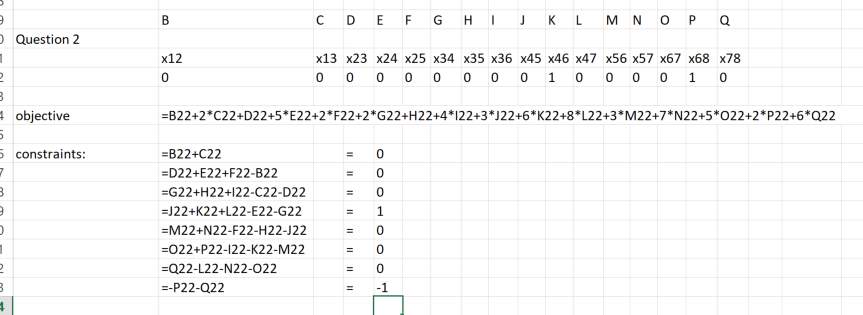 B C D E F G H I J K L M N O P Q
Question 2
x12 x13 x23 x24 x25 x34 x35 x36 x45 x46 x47 x56 x57 x67 x68 x78
0 0 0 0 0 0 0 0 0 1 0 0 0 0 1 0
objective =B22+2*C22+D22+5*E22+2*F22+2*G22+H22+4*I22+3*J22+6*K22+8*L22+3*M22+7*N22+5*O22+2*P22+6*Q22
constraints: =B22+C22 = 0
=D22+E22+F22-B22 = 0
=G22+H22+I22-C22-D22 = 0
=J22+K22+L22-E22-G22 = 1
=M22+N22-F22-H22-J22 = 0
=O22+P22-I22-K22-M22 = 0
=Q22-L22-N22-O22 = 0
=-P22-Q22 = -1